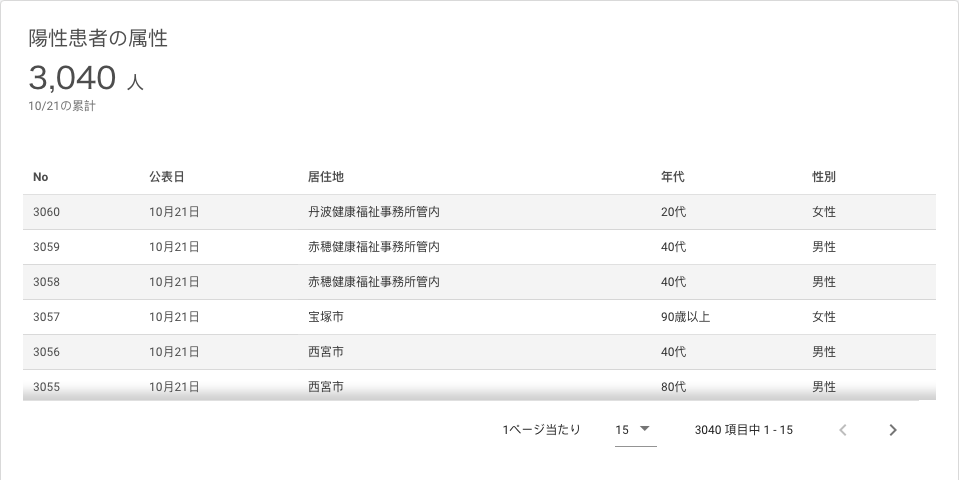 陽性患者の属性
3,040 人
10/21の累計
No 公表日 居住地 年代 性別
3060 10月21日 丹波健康福祉事務所管内 20代 女性
3059 10月21日 赤穂健康福祉事務所管内 40代 男性
3058 10月21日 赤穂健康福祉事務所管内 40代 男性
3057 10月21日 宝塚市 90歳以上 女性
3056 10月21日 西宮市 40代 男性
3055 10月21日 西宮市 80代 男性
1ページ当たり 15 3040 項目中 1 - 15